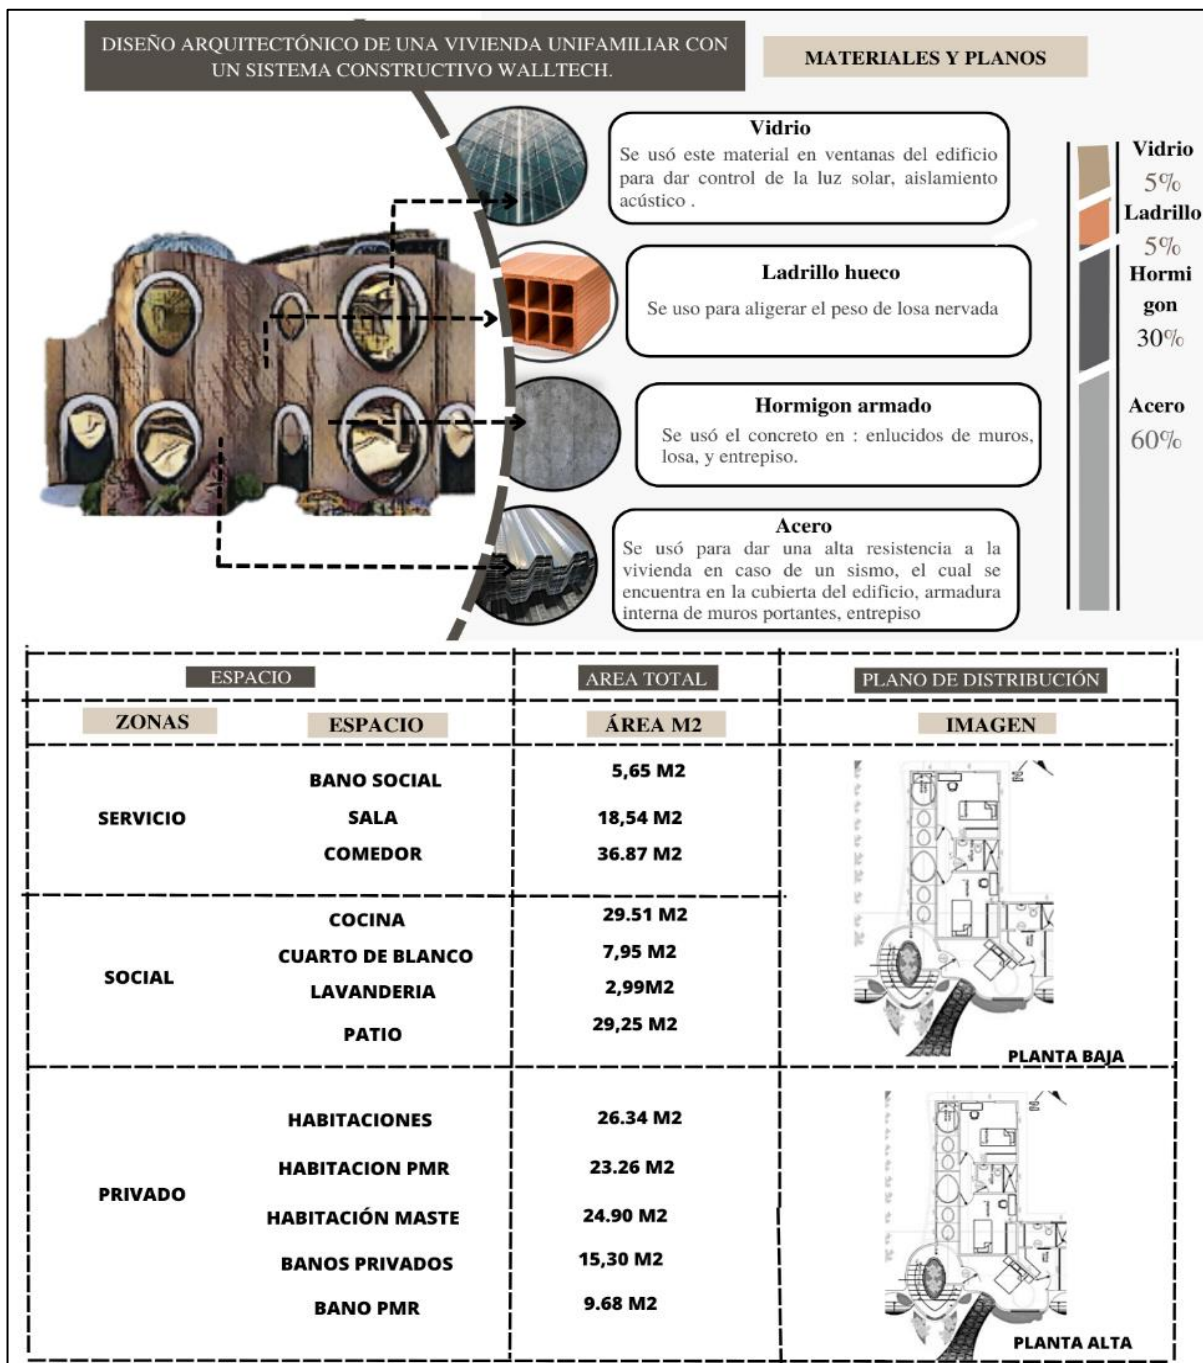 DISEÑO ARQUITECTÓNICO DE UNA VIVIENDA UNIFAMILIAR CON
UN SISTEMA CONSTRUCTIVO WALLTECH.
MATERIALES Y PLANOS
Vidrio
Se usó este material en ventanas del edificio
para dar control de la luz solar, aislamiento
acústico .
Ladrillo hueco
Se uso para aligerar el peso de losa nervada
Hormigon armado
Se usó el concreto en : enlucidos de muros,
losa, y entrepiso.
Acero
Se usó para dar una alta resistencia a la
vivienda en caso de un sismo, el cual se
encuentra en la cubierta del edificio, armadura
interna de muros portantes, entrepiso
Vidrio
5%
Ladrillo
5%
Hormi
gon
30%
Acero
60%
ESPACIO AREA TOTAL PLANO DE DISTRIBUCIÓN
ZONAS ESPACIO ÁREA M2 IMAGEN
SERVICIO
BANO SOCIAL 5,65 M2
SALA 18,54 M2
COMEDOR 36.87 M2
SOCIAL
COCINA 29.51 M2
CUARTO DE BLANCO 7,95 M2
LAVANDERIA 2,99M2
PATIO 29,25 M2
PLANTA BAJA
PRIVADO
HABITACIONES 26.34 M2
HABITACION PMR 23.26 M2
HABITACIÓN MASTE 24.90 M2
BANOS PRIVADOS 15,30 M2
BANO PMR 9.68 M2
PLANTA ALTA